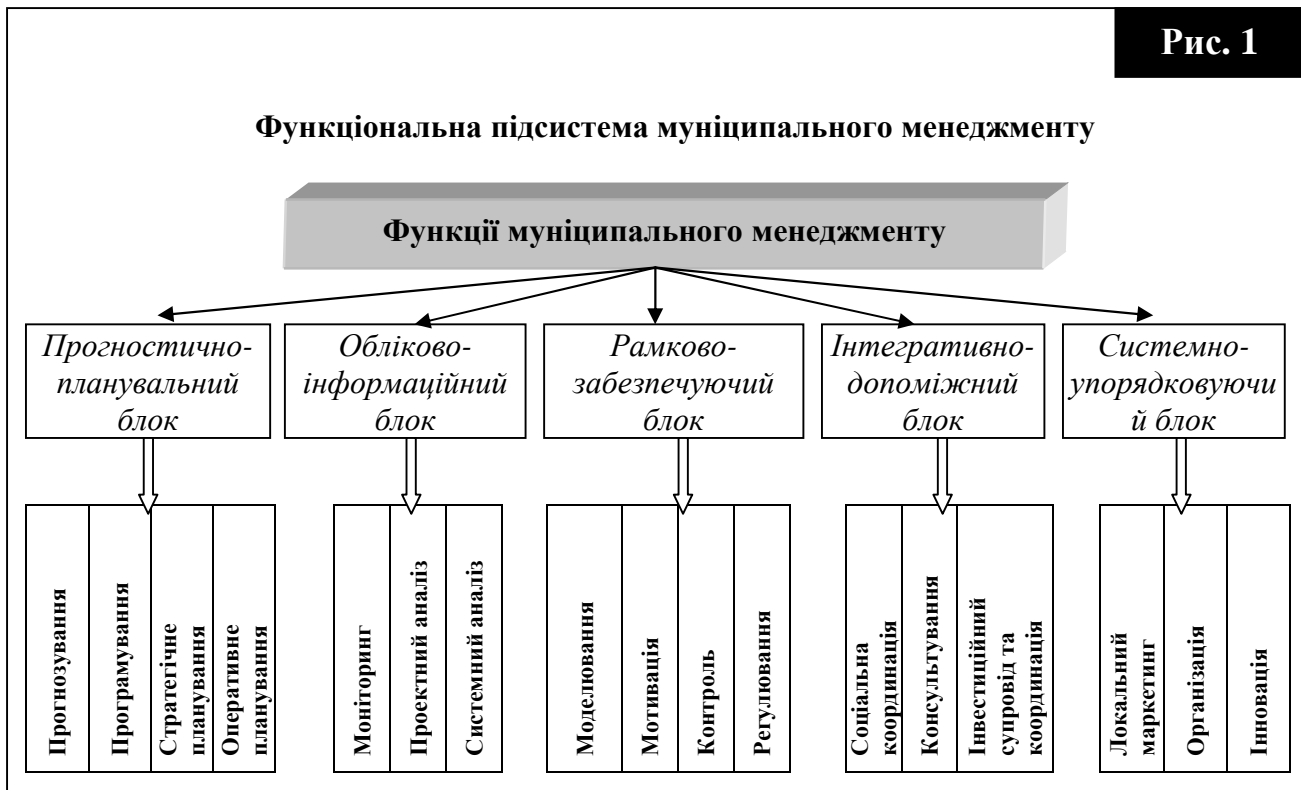 Рис. 1
Функціональна підсистема муніципального менеджменту
Функції муніципального менеджменту
Прогностично-
планувальний
блок
Обліково-
інформаційний
блок
Рамково-
забезпечуючий
блок
Інтегративно-
допоміжний
блок
Системно-
упорядковуючи
й блок
Прогнозування
Програмування
Стратегічне
планування
Оперативне
планування
Моніторинг
Проектний аналіз
Системний аналіз
Моделювання
Мотивація
Контроль
Регулювання
Соціальна
координація
Консультування
Інвестиційний
супровід та
координація
Локальний
маркетинг
Організація
Інновація